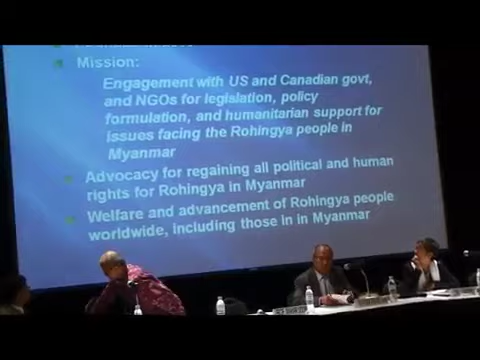 Mission:
Engagement with US and Canadian govt,
and NGOs for legislation, policy
formulation, and humanitarian support for
issues facing the Rohingya people in
Myanmar
Advocacy for regaining all political and human
rights for Rohingya in Myanmar
Welfare and advancement of Rohingya people
worldwide, including those in in Myanmar